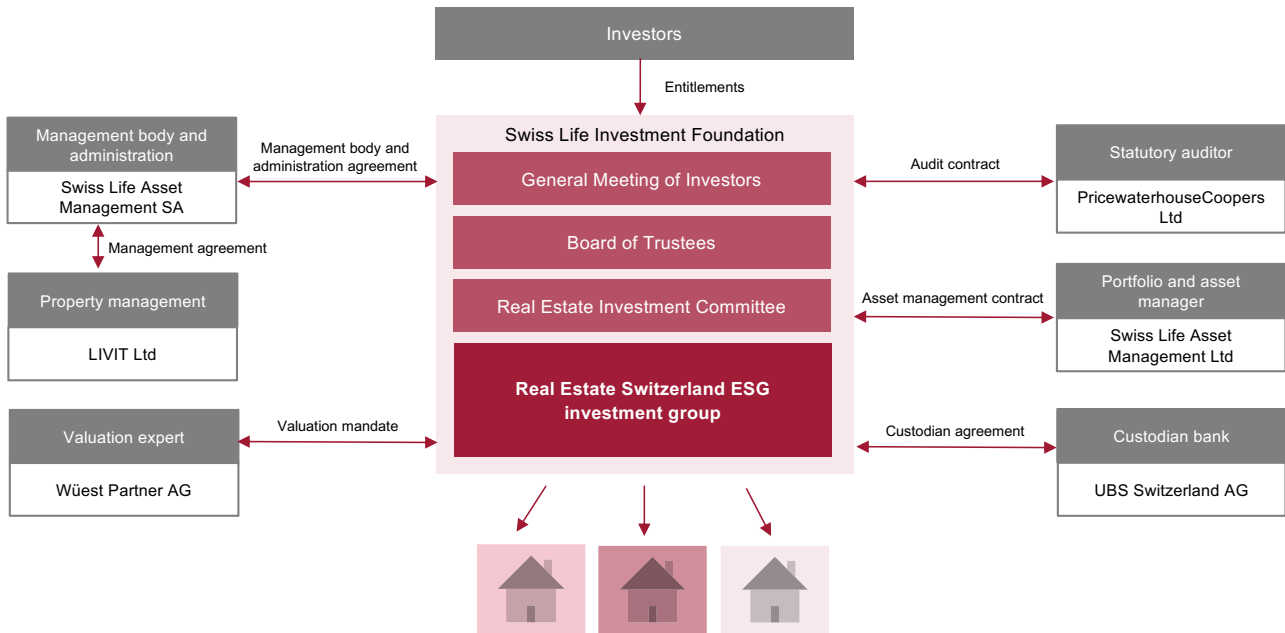 Investors
Entitlements
Swiss Life Investment Foundation
General Meeting of Investors
Board of Trustees
Real Estate Investment Committee
Real Estate Switzerland ESG
investment group
Management body and
administration
Swiss Life Asset
Management SA
Management body and
administration agreement
Management agreement
Property management
LIVIT Ltd
Valuation expert
Wüest Partner AG
Valuation mandate
Audit contract
Statutory auditor
PricewaterhouseCoopers
Ltd
Asset management contract
Portfolio and asset
manager
Swiss Life Asset
Management Ltd
Custodian agreement
Custodian bank
UBS Switzerland AG